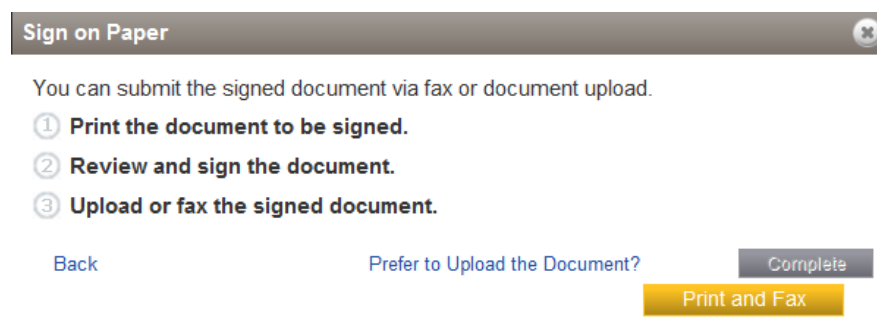 Sign on Paper
You can submit the signed document via fax or document upload.
1 Print the document to be signed.
2 Review and sign the document.
3 Upload or fax the signed document.
Back Prefer to Upload the Document? Complete
Print and Fax